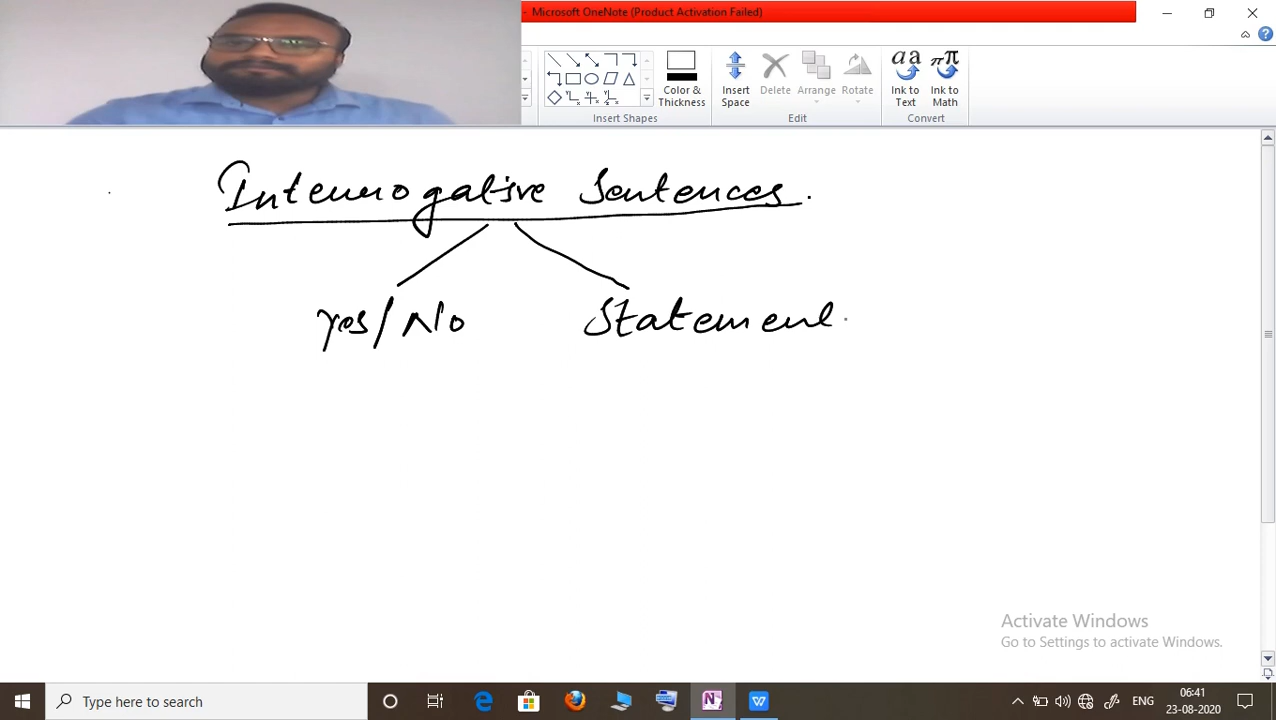 - Microsoft OneNote (Product Activation Failed)
Color & Thickness
Insert Space
Delete
Arrange
Rotate
Ink to Text
Ink to Math
Insert Shapes
Edit
Convert
Interrogative Sentences.
Yes/No Statement
Activate Windows
Go to Settings to activate Windows.
Type here to search
ENG
06:41
23-08-2020